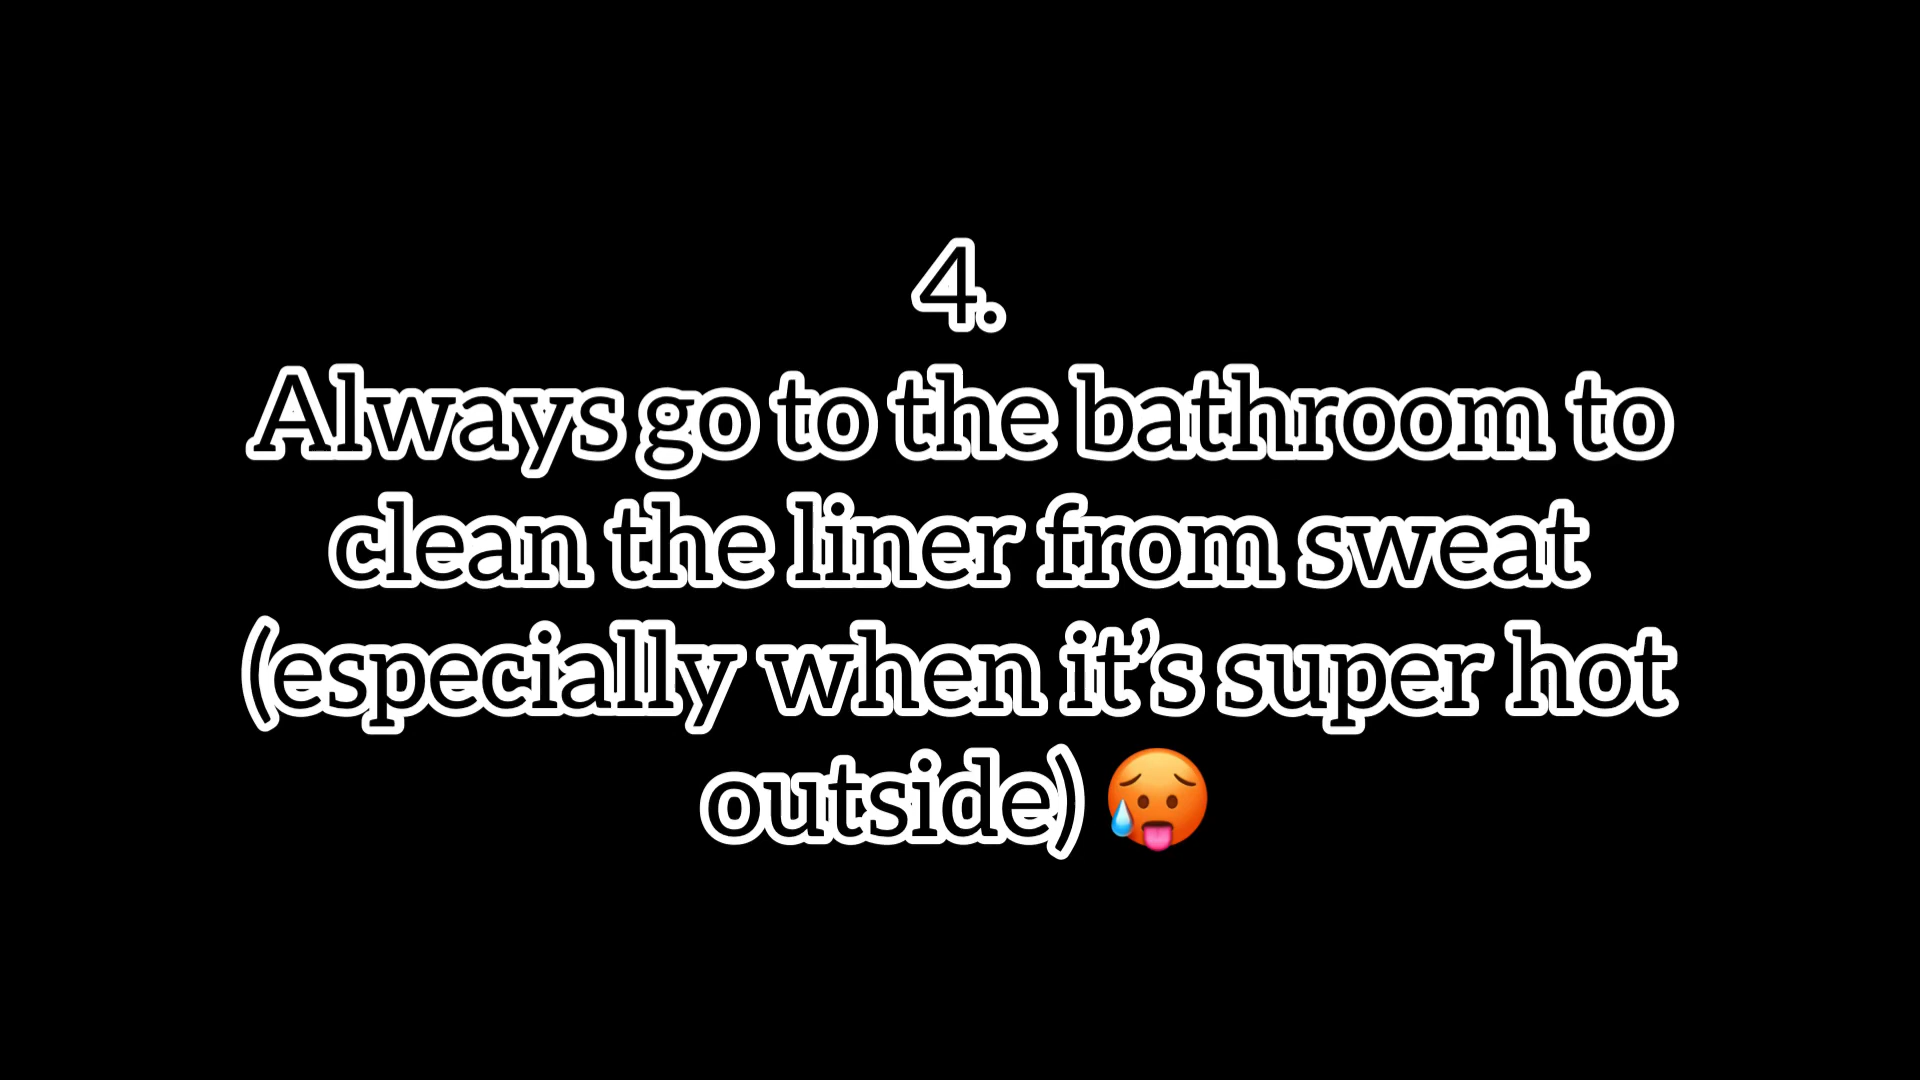 4.
Always go to the bathroom to
clean the liner from sweat
(especially when it’s super hot
outside) 🥵